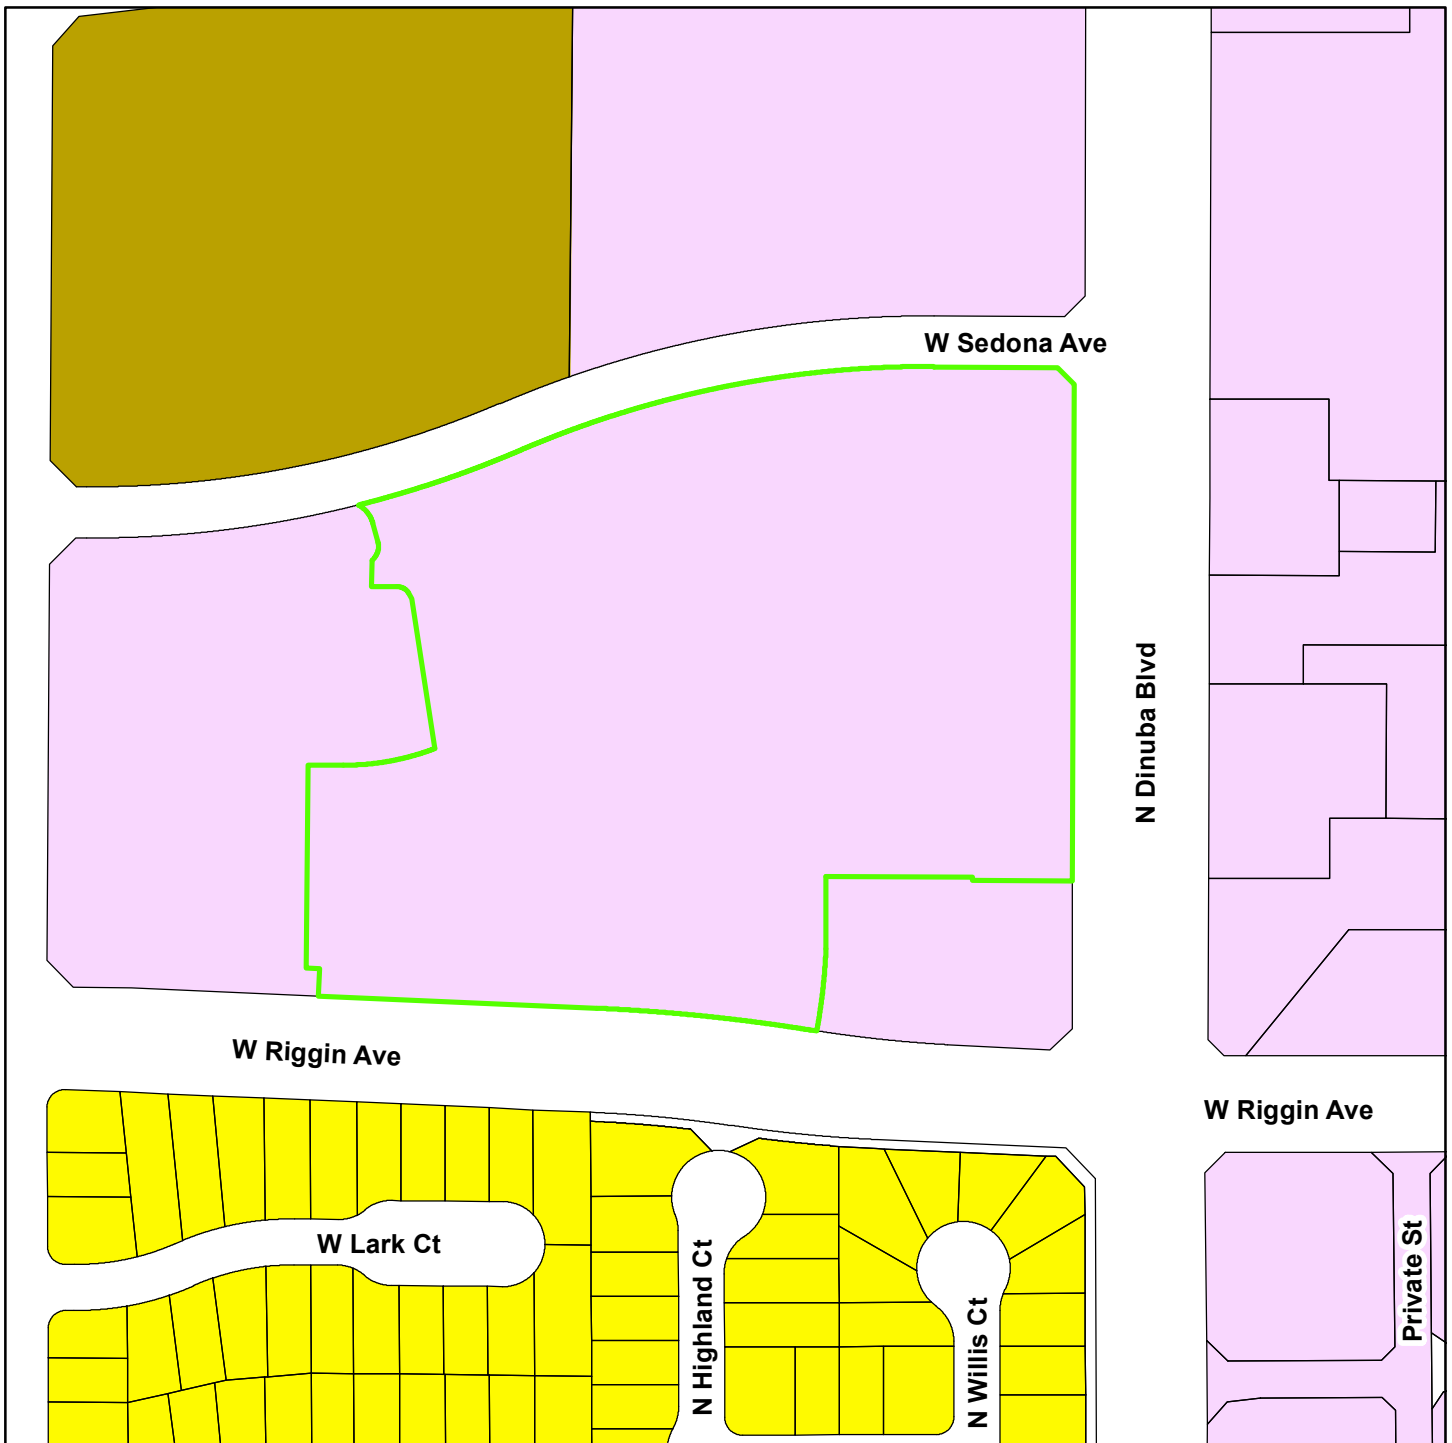 W Sedona Ave
N Dinuba Blvd
W Riggin Ave
W Riggin Ave
W Lark Ct
N Highland Ct
N Willis Ct
Private St